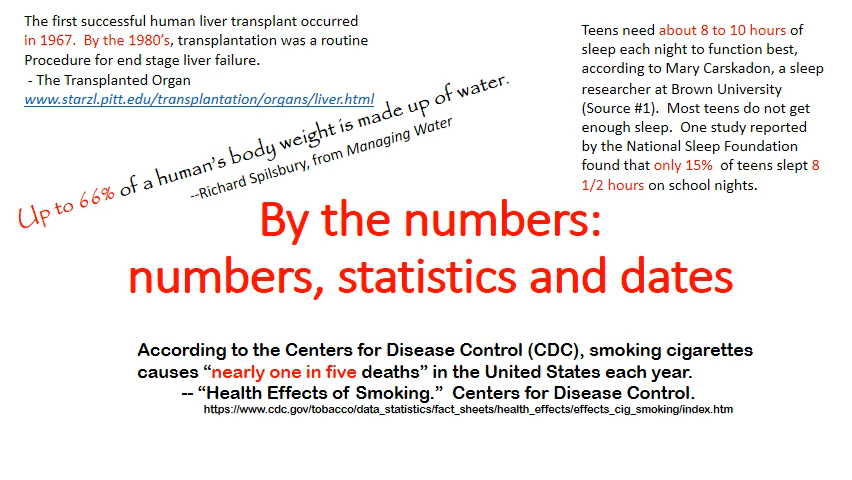 The first successful human liver transplant occurred
in 1967.  By the 1980's, transplantation was a routine
Procedure for end stage liver failure.
- The Transplanted Organ
www.starzl.pitt.edu/transplantation/organs/liver.html
Up to 66% of a human's body weight is made up of water.
--Richard Spilsbury, from Managing Water
Teens need about 8 to 10 hours of
sleep each night to function best,
according to Mary Carskadon, a sleep
researcher at Brown University
(Source #1).  Most teens do not get
enough sleep.  One study reported
by the National Sleep Foundation
found that only 15%  of teens slept 8
1/2 hours on school nights.
By the numbers:
numbers, statistics and dates
According to the Centers for Disease Control (CDC), smoking cigarettes
causes “nearly one in five deaths” in the United States each year.
-- “Health Effects of Smoking.”  Centers for Disease Control.
https://www.cdc.gov/tobacco/data_statistics/fact_sheets/health_effects/effects_cig_smoking/index.htm